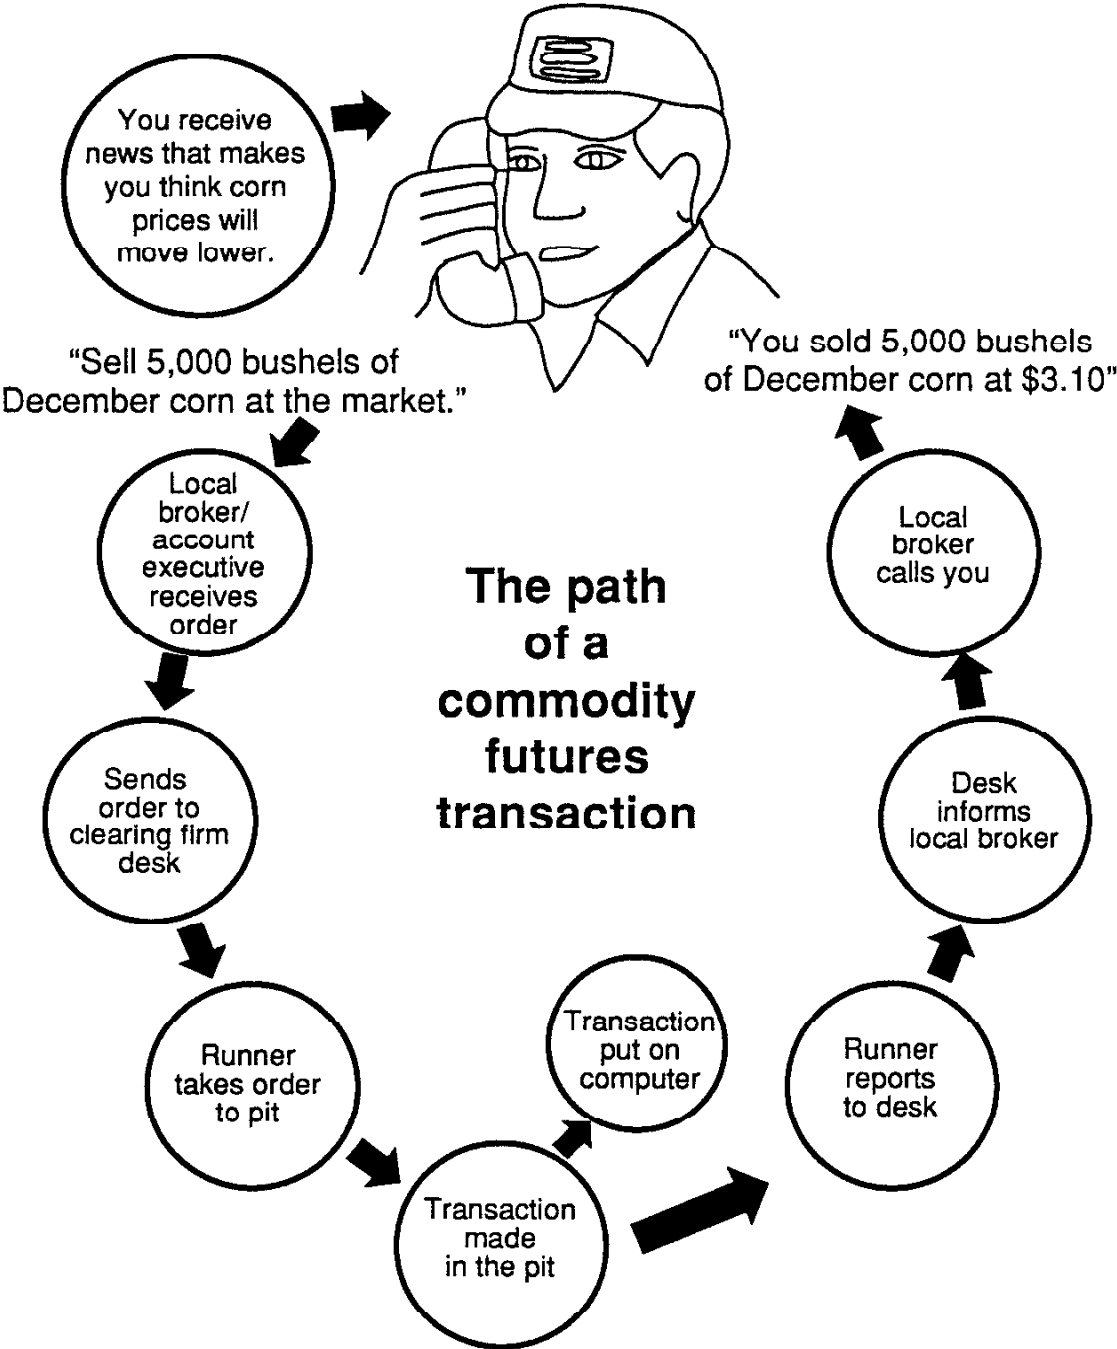 You receive
news that makes
you think corn
prices will
move lower.
"Sell 5,000 bushels of
December corn at the market."
Local
broker/
account
executive
receives
order
Sends
order to
clearing firm
desk
Runner
takes order
to pit
Transaction
made
in the pit
Transaction
put on
computer
Runner
reports
to desk
Desk
informs
local broker
Local
broker
calls you
"You sold 5,000 bushels
of December corn at $3.10"
The path
of a
commodity
futures
transaction